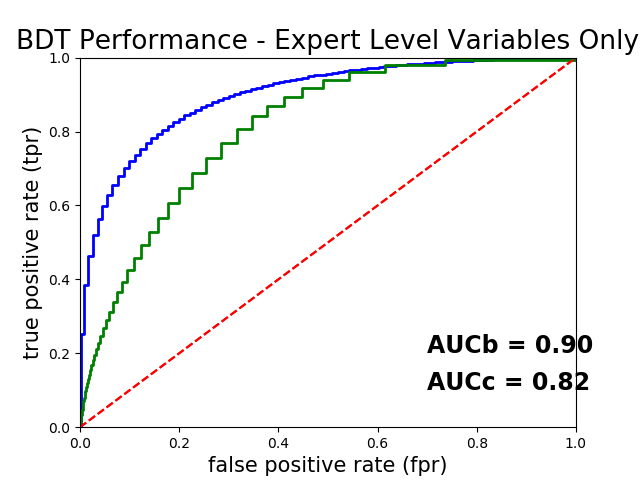 BDT Performance - Expert Level Variables Only
1.0
0.8
0.6
0.4
0.2
0.0
true positive rate (tpr)
AUCb = 0.90
AUCc = 0.82
0.0 0.2 0.4 0.6 0.8 1.0
false positive rate (fpr)